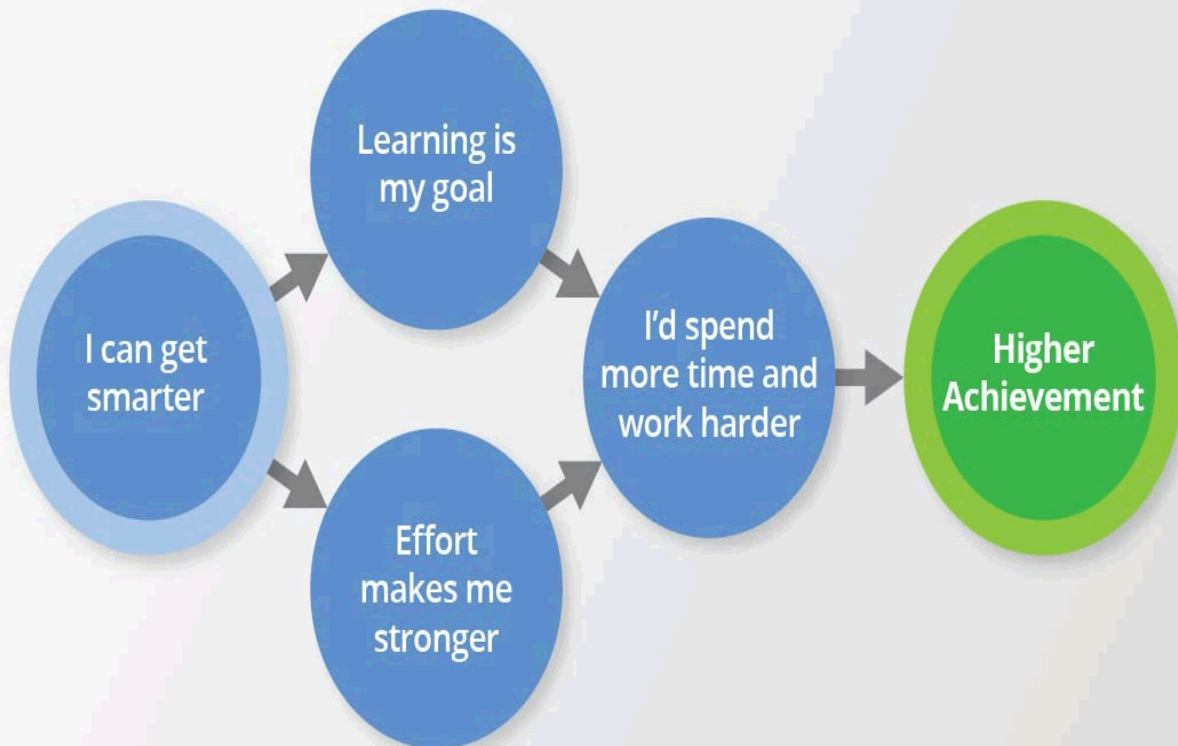 I can get
smarter
Learning is
my goal
Effort
makes me
stronger
I'd spend
more time and
work harder
Higher
Achievement